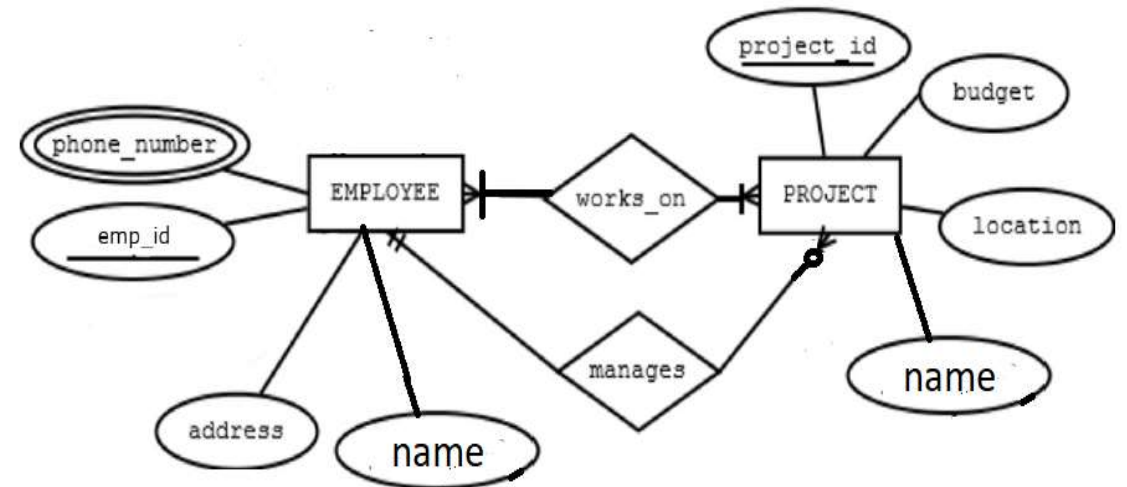 project_id
budget
phone_number
EMPLOYEE
works_on
PROJECT
emp_id
location
manages
name
address
name